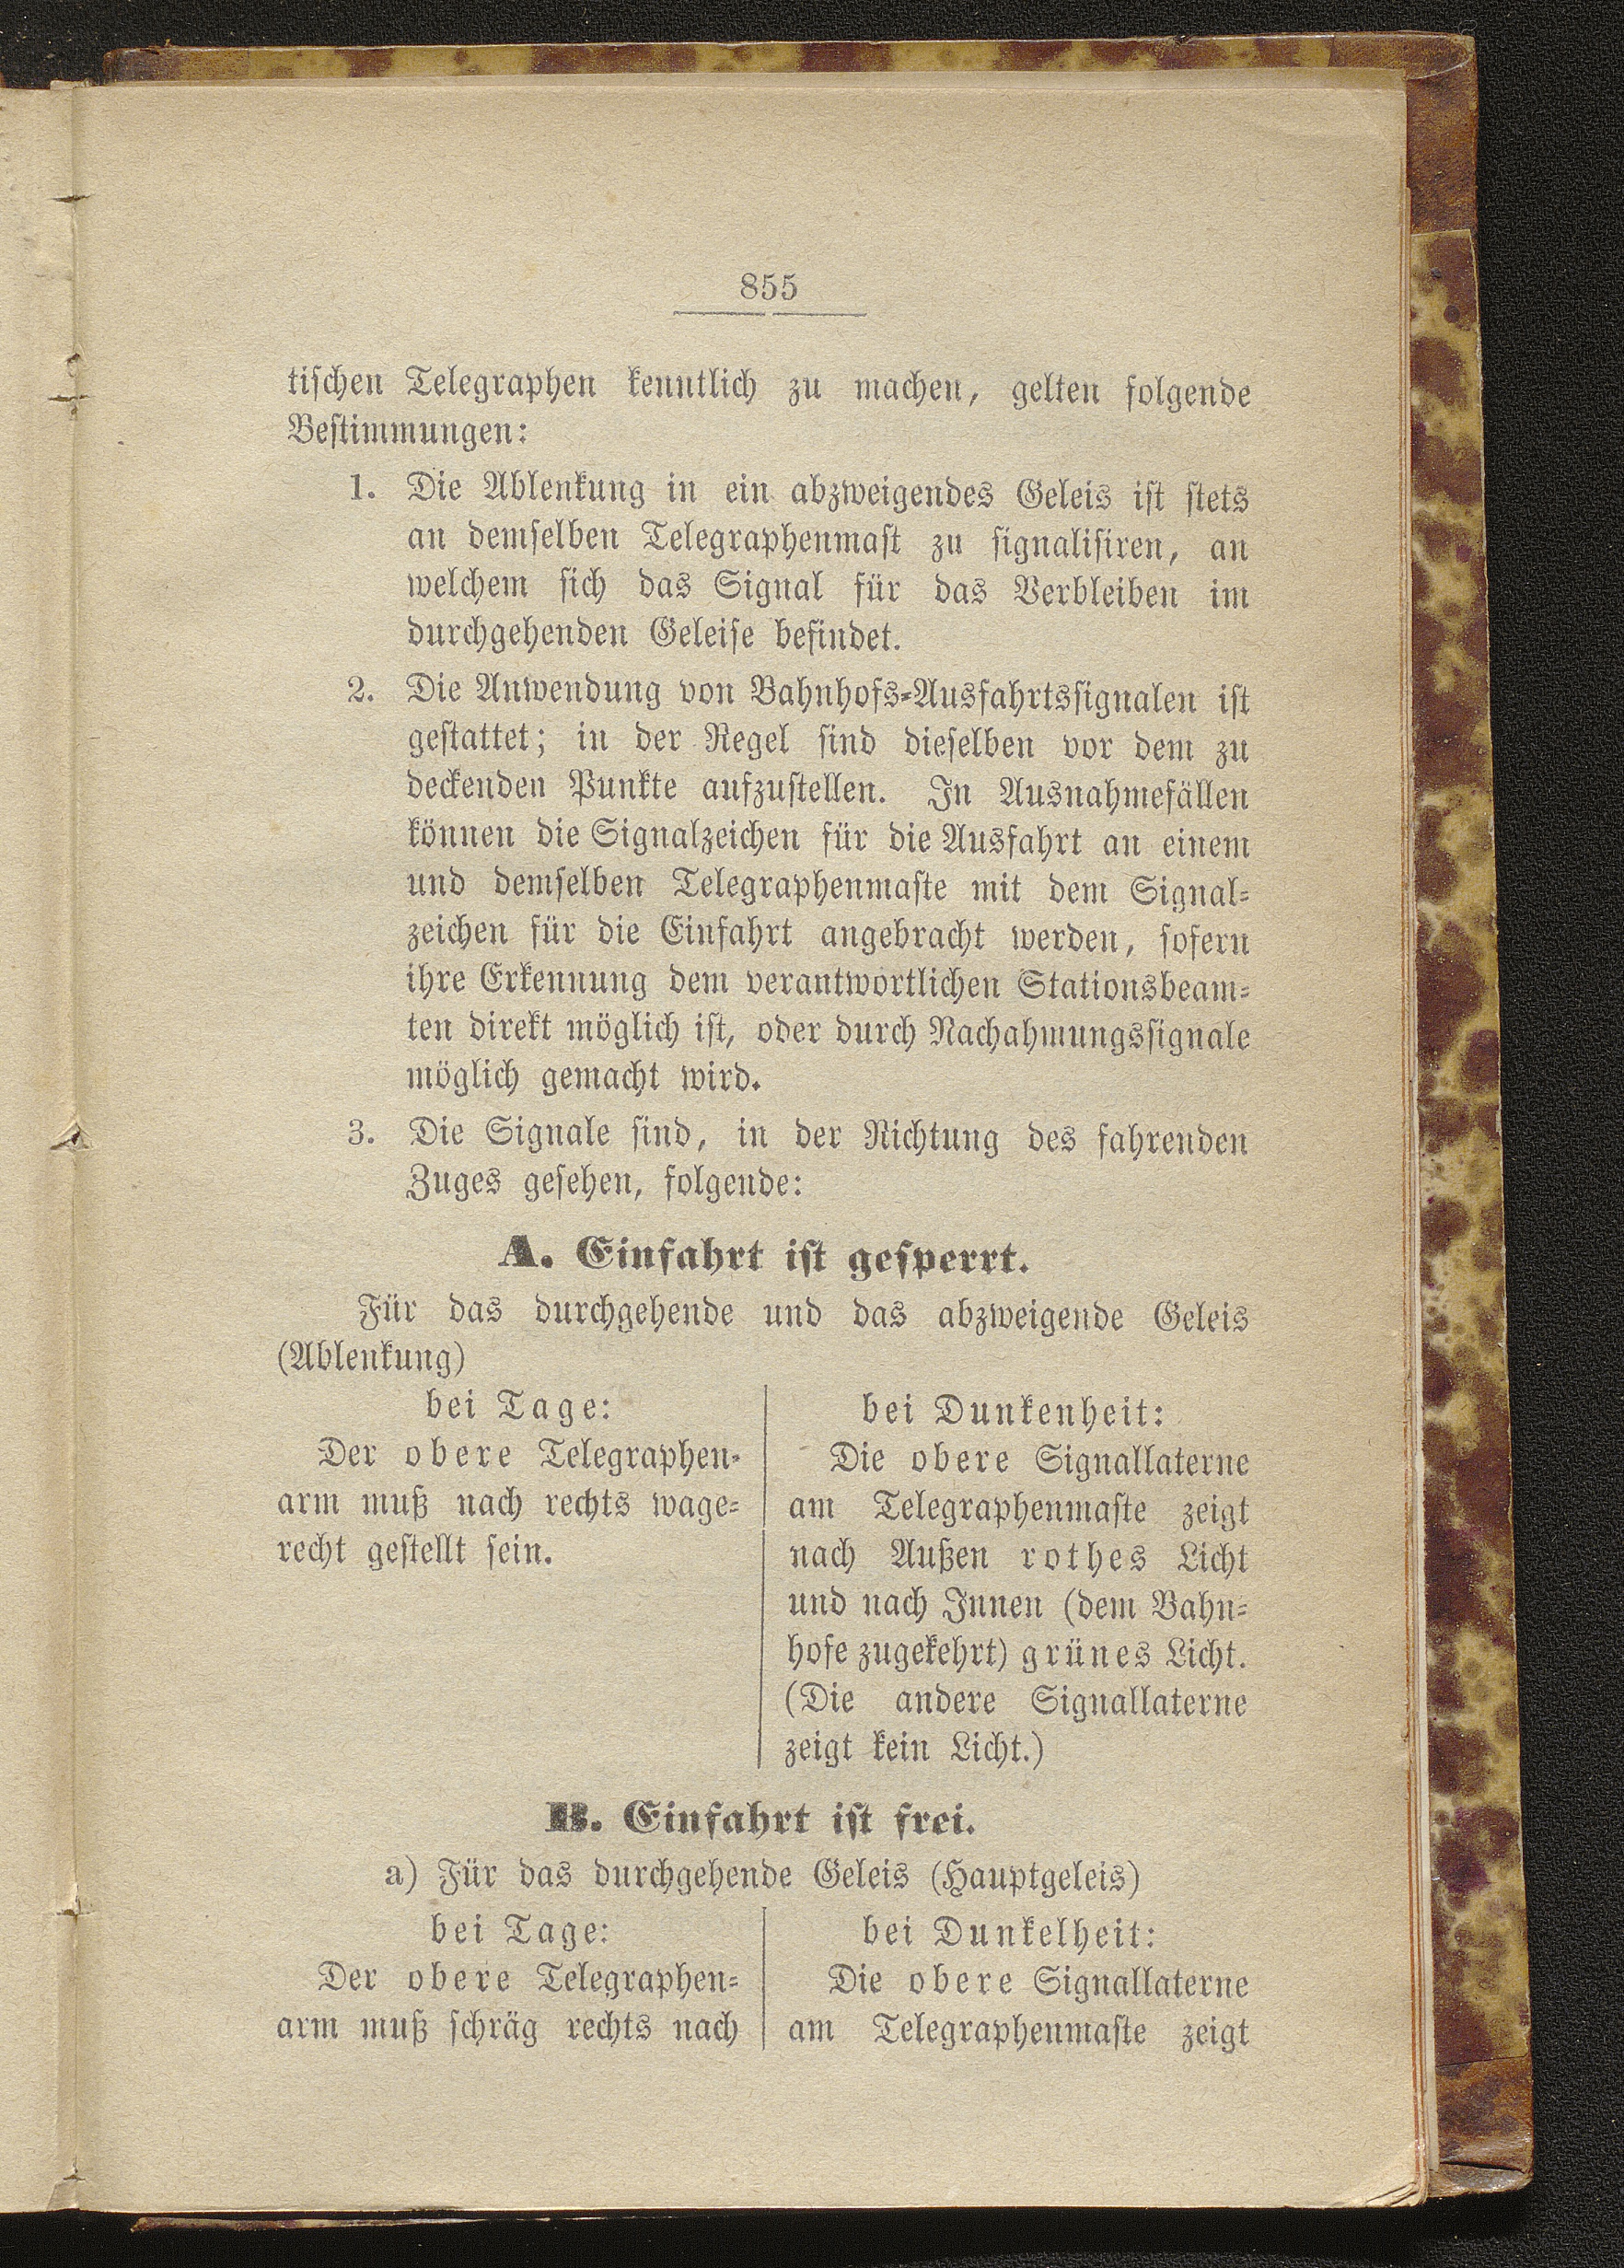 855
tischen Telegraphen kenntlich zu machen, gelten folgende
Bestimmungen:
1. Die Ablenkung in ein abzweigendes Geleis ist stets
an demselben Telegraphenmast zu signalisiren, an
welchem sich das Signal für das Verbleiben im
durchgehenden Geleise befindet.
2. Die Anwendung von Bahnhofs-Ausfahrtssignalen ist
gestattet; in der Regel sind dieselben vor dem zu
deckenden Punkte aufzustellen. In Ausnahmefällen
können die Signalzeichen für die Ausfahrt an einem
und demselben Telegraphenmaste mit dem Signal-
zeichen für die Einfahrt angebracht werden, sofern
ihre Erkennung dem verantwortlichen Stationsbeam-
ten direkt möglich ist, oder durch Nachahmungssignale
möglich gemacht wird.
3. Die Signale sind, in der Richtung des fahrenden
Zuges gesehen, folgende:
A. Einfahrt ist gesperrt.
Für das durchgehende und das abzweigende Geleis
(Ablenkung)
bei Tage:
Der obere Telegraphen-
arm muß nach rechts wage-
recht gestellt sein.
bei Dunkenheit:
Die obere Signallaterne
am Telegraphenmaste zeigt
nach Außen rothes Licht
und nach Innen (dem Bahn-
hofe zugekehrt) grünes Licht.
(Die andere Signallaterne
zeigt kein Licht.)
B. Einfahrt ist frei.
a) Für das durchgehende Geleis (Hauptgeleis)
bei Tage:
Der obere Telegraphen-
arm muß schräg rechts nach
bei Dunkelheit:
Die obere Signallaterne
am Telegraphenmaste zeigt